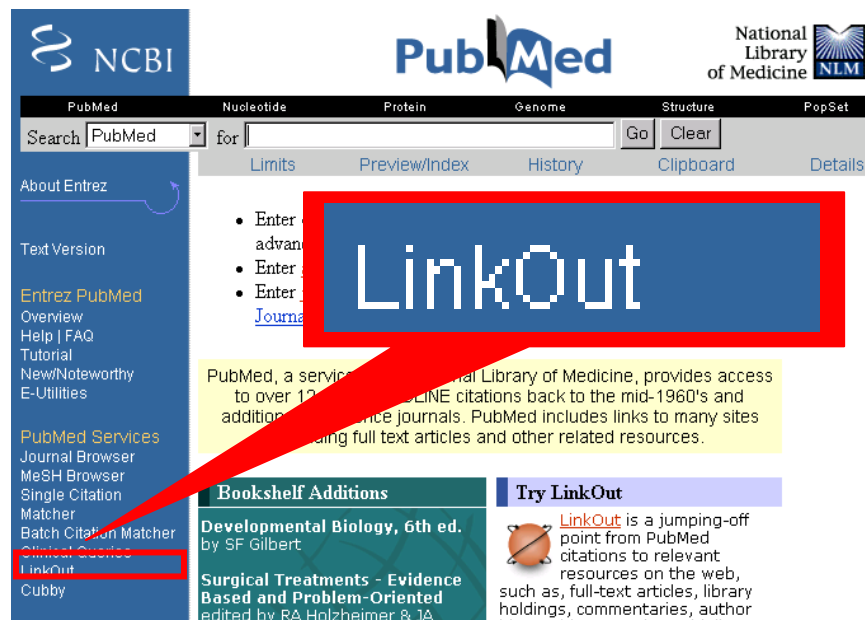 NCBI
PubMed
National
Library
of Medicine NLM
PubMed Nucleotide Protein Genome Structure PopSet
Search PubMed for Go Clear
Limits Preview/Index History Clipboard Details
About Entrez
Text Version
Entrez PubMed
Overview
Help | FAQ
Tutorial
New/Noteworthy
E-Utilities
PubMed Services
Journal Browser
MeSH Browser
Single Citation
Matcher
Batch Citation Matcher
Clinical Queries
LinkOut
Cubby
Enter
Enter
Enter
LinkOut
PubMed, a Library of Medicine, provides access
to over citations back to the mid-1960's and
journals. PubMed includes links to many sites
full text articles and other related
resources.
Bookshelf Additions
Developmental Biology, 6th ed.
by SF Gilbert
Surgical Treatments - Evidence
Based and Problem-Oriented
edited by RA Holzheimer & JA
Try LinkOut
LinkOut is a jumping-off
point from PubMed
citations to relevant
resources on the web,
such as, full-text articles, library
holdings, commentaries, author